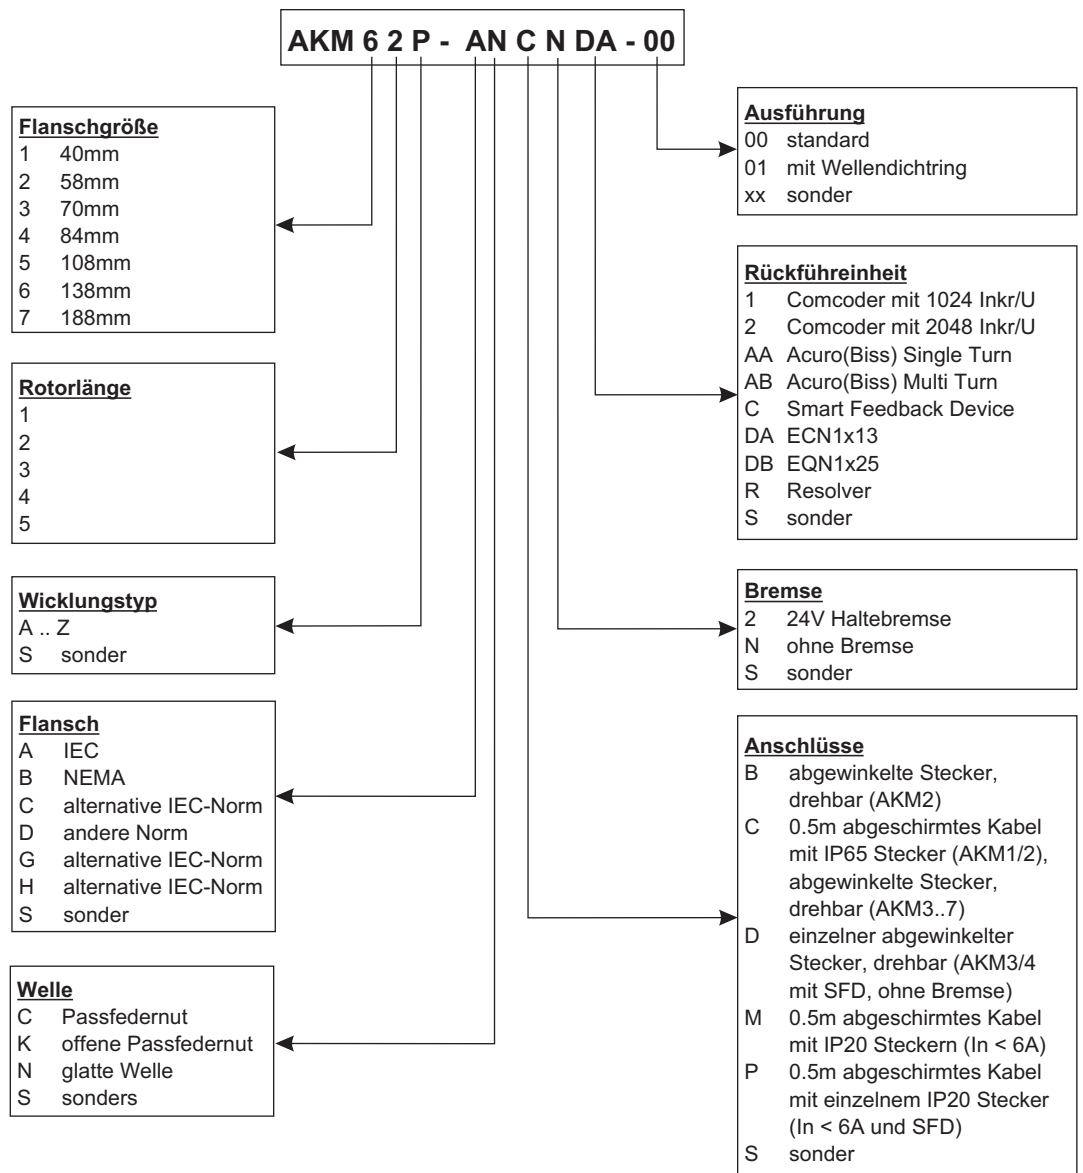 AKM 6 2 P - AN C N DA - 00
Flanschgröße
1 40mm
2 58mm
3 70mm
4 84mm
5 108mm
6 138mm
7 188mm
Rotorlänge
1
2
3
4
5
Wicklungstyp
A .. Z
S sonder
Flansch
A IEC
B NEMA
C alternative IEC-Norm
D andere Norm
G alternative IEC-Norm
H alternative IEC-Norm
S sonder
Welle
C Passfedernut
K offene Passfedernut
N glatte Welle
S sonders
Ausführung
00 standard
01 mit Wellendichtring
xx sonder
Rückführeinheit
1 Comcoder mit 1024 Inkr/U
2 Comcoder mit 2048 Inkr/U
AA Acuro(Biss) Single Turn
AB Acuro(Biss) Multi Turn
C Smart Feedback Device
DA ECN1x13
DB EQN1x25
R Resolver
S sonder
Bremse
2 24V Haltebremse
N ohne Bremse
S sonder
Anschlüsse
B abgewinkelte Stecker,
drehbar (AKM2)
C 0.5m abgeschirmtes Kabel
mit IP65 Stecker (AKM1/2),
abgewinkelte Stecker,
drehbar (AKM3..7)
D einzelner abgewinkelter
Stecker, drehbar (AKM3/4
mit SFD, ohne Bremse)
M 0.5m abgeschirmtes Kabel
mit IP20 Steckern (In < 6A)
P 0.5m abgeschirmtes Kabel
mit einzelnem IP20 Stecker
(In < 6A und SFD)
S sonder